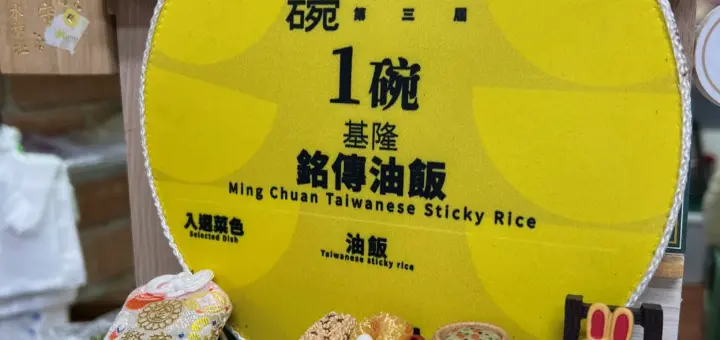 碗 第三屆
1碗
基隆
銘傳油飯
Ming Chuan Taiwanese Sticky Rice
入選菜色
Selected Dish
油飯
Taiwanese sticky rice